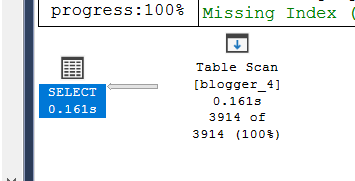 progress:100%
Missing Index (
Table Scan
[blogger_4]
0.161s
3914 of
3914 (100%)
SELECT
0.161s